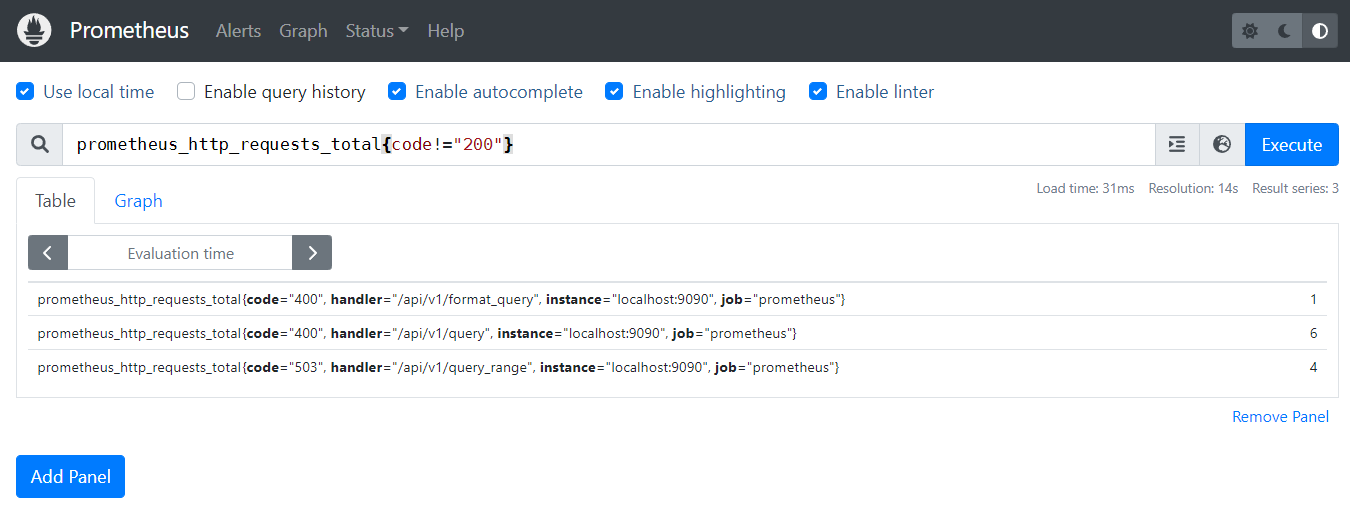 Prometheus Alerts Graph Status Help
Use local time Enable query history Enable autocomplete Enable highlighting Enable linter
prometheus_http_requests_total{code!="200"} Execute
Table Graph Load time: 31ms Resolution: 14s Result series: 3
Evaluation time
prometheus_http_requests_total{code="400", handler="/api/v1/format_query", instance="localhost:9090", job="prometheus"} 1
prometheus_http_requests_total{code="400", handler="/api/v1/query", instance="localhost:9090", job="prometheus"} 6
prometheus_http_requests_total{code="503", handler="/api/v1/query_range", instance="localhost:9090", job="prometheus"} 4
Remove Panel
Add Panel